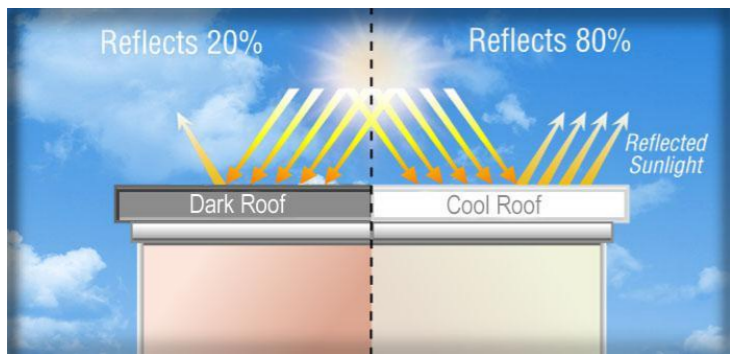 Reflects 20%
Reflects 80%
Reflected
Sunlight
Dark Roof
Cool Roof